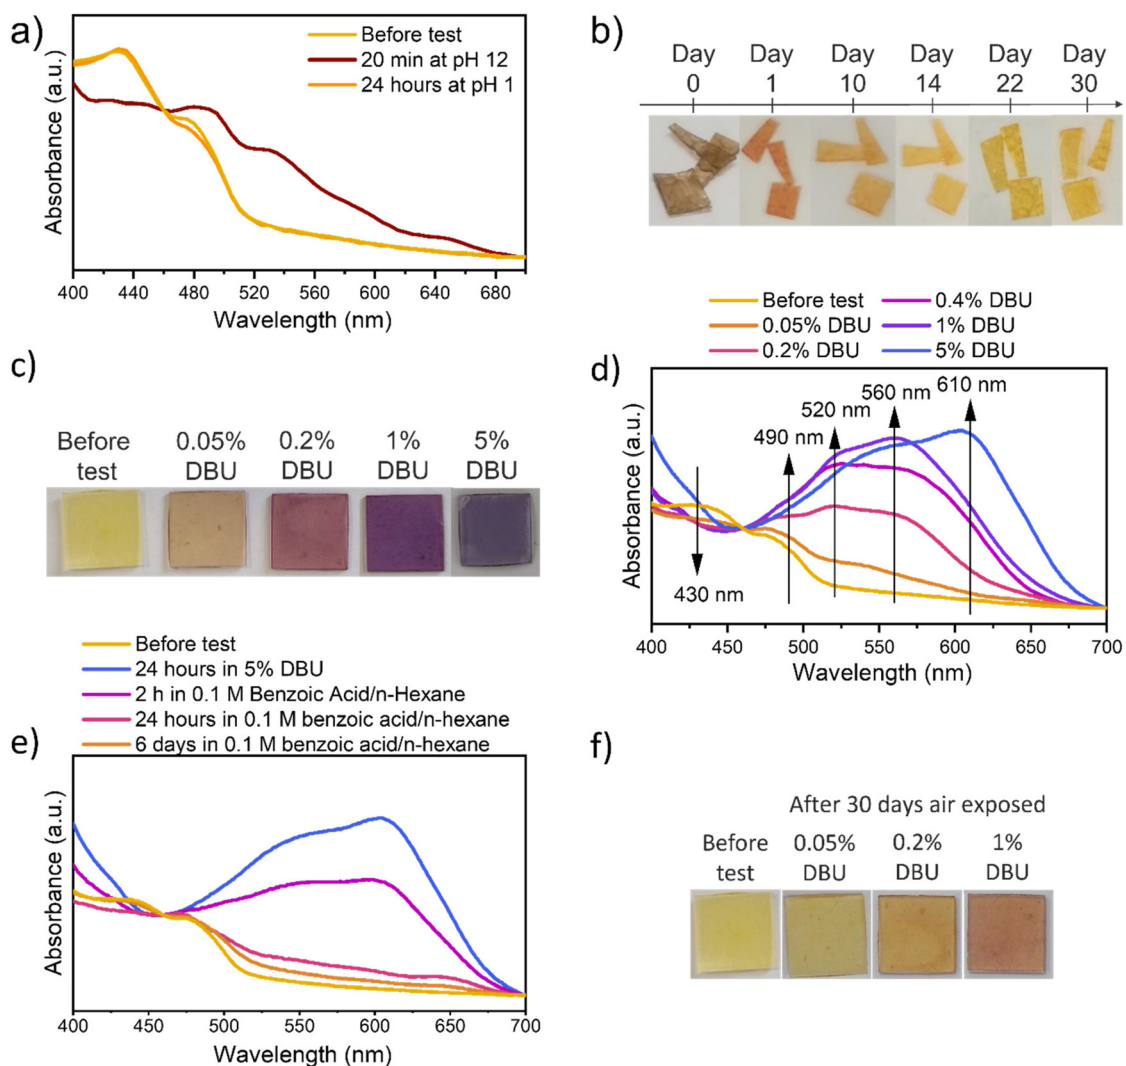 a)
Before test
20 min at pH 12
24 hours at pH 1
Absorbance (a.u.)
400 440 480 520 560 600 640 680
Wavelength (nm)
b)
Day Day Day Day Day Day
0 1 10 14 22 30
c)
Before 0.05% 0.2% 1% 5%
test DBU DBU DBU DBU
Before test 0.4% DBU
0.05% DBU 1% DBU
0.2% DBU 5% DBU
d)
610 nm
560 nm
520 nm
490 nm
430 nm
Absorbance (a.u.)
400 450 500 550 600 650 700
Wavelength (nm)
Before test
24 hours in 5% DBU
2 h in 0.1 M Benzoic Acid/n-Hexane
24 hours in 0.1 M benzoic acid/n-hexane
6 days in 0.1 M benzoic acid/n-hexane
e)
Absorbance (a.u.)
400 450 500 550 600 650 700
Wavelength (nm)
f)
After 30 days air exposed
Before 0.05% 0.2% 1%
test DBU DBU DBU